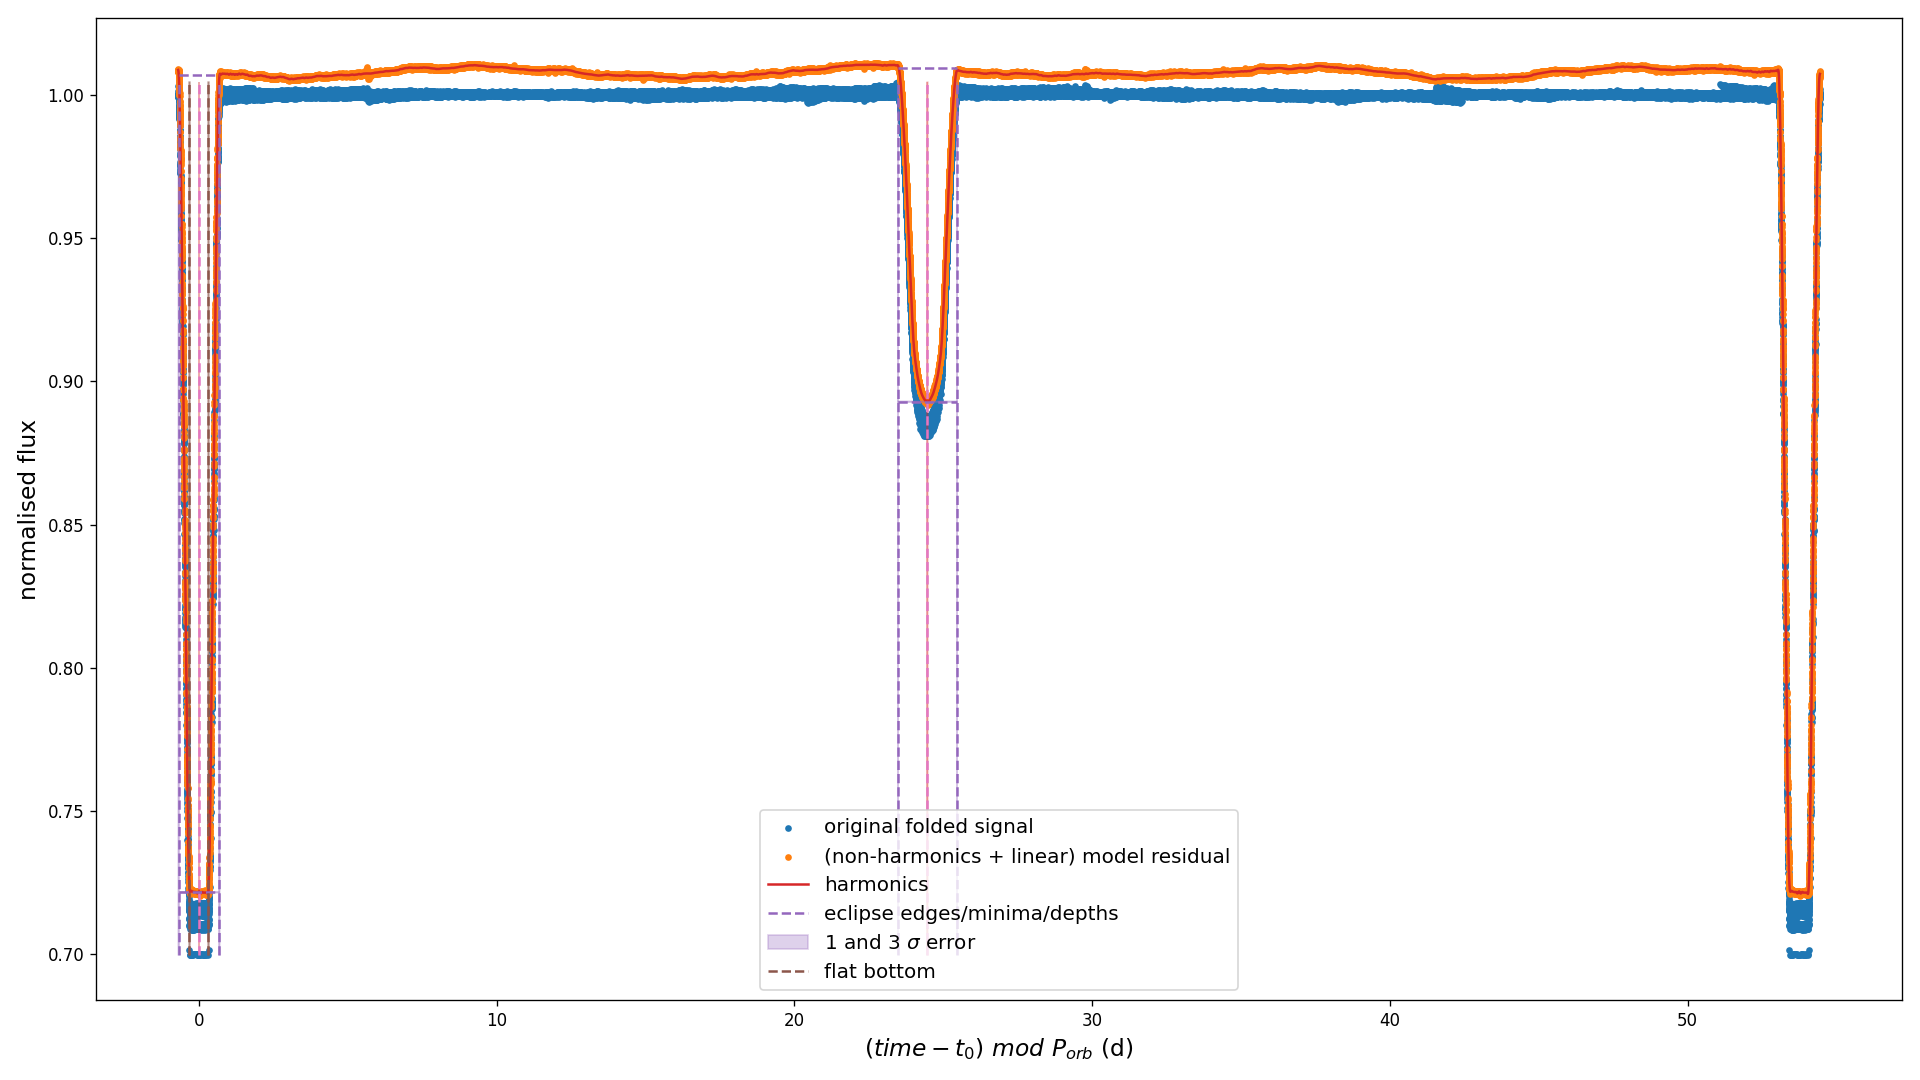 normalised flux
1.00
0.95
0.90
0.85
0.80
0.75
0.70
original folded signal
(non-harmonics + linear) model residual
harmonics
eclipse edges/minima/depths
1 and 3 σ error
flat bottom
0 10 20 30 40 50
(time − t₀) mod Pₒᵣb (d)